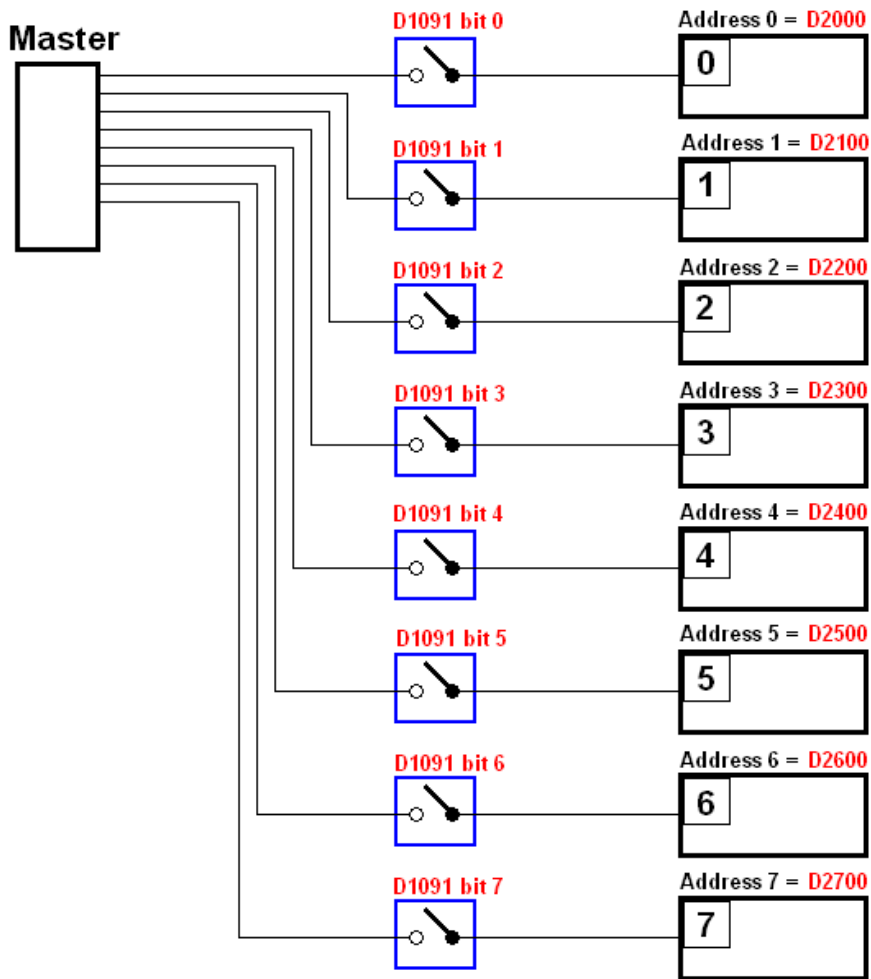 Master
D1091 bit 0
Address 0 = D2000
0
D1091 bit 1
Address 1 = D2100
1
D1091 bit 2
Address 2 = D2200
2
D1091 bit 3
Address 3 = D2300
3
D1091 bit 4
Address 4 = D2400
4
D1091 bit 5
Address 5 = D2500
5
D1091 bit 6
Address 6 = D2600
6
D1091 bit 7
Address 7 = D2700
7